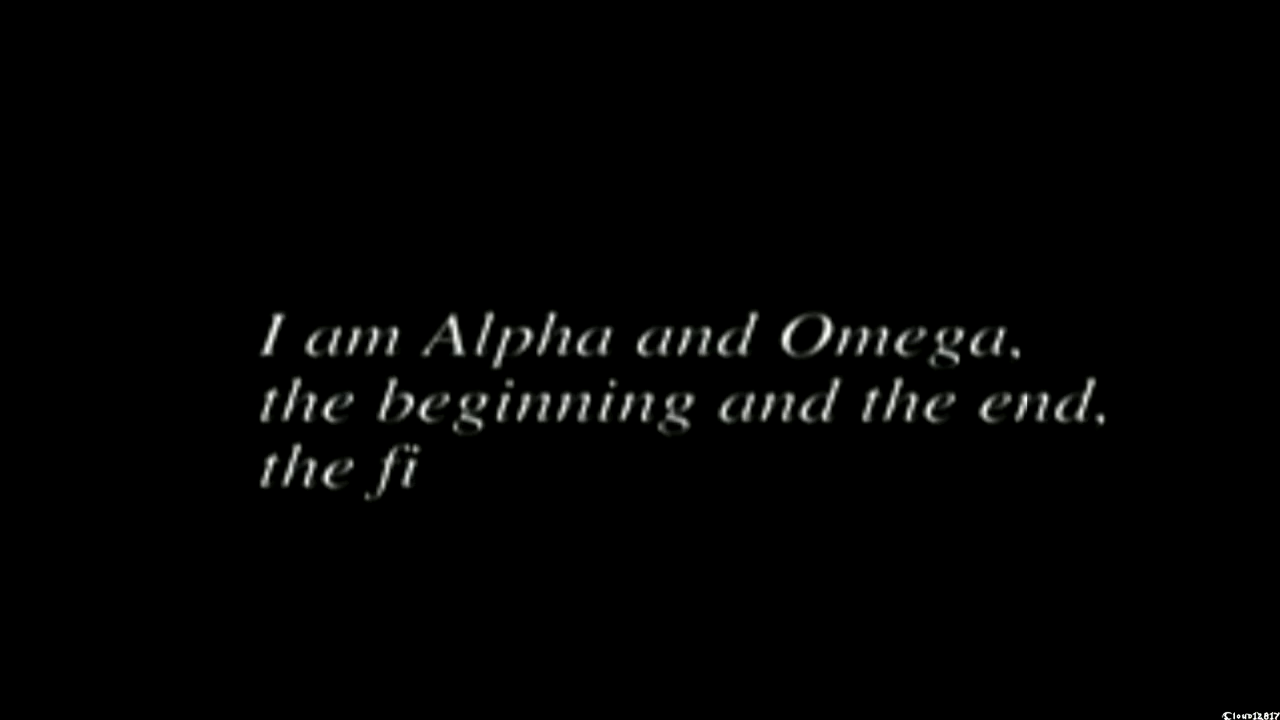 I am Alpha and Omega,
the beginning and the end,
the fi